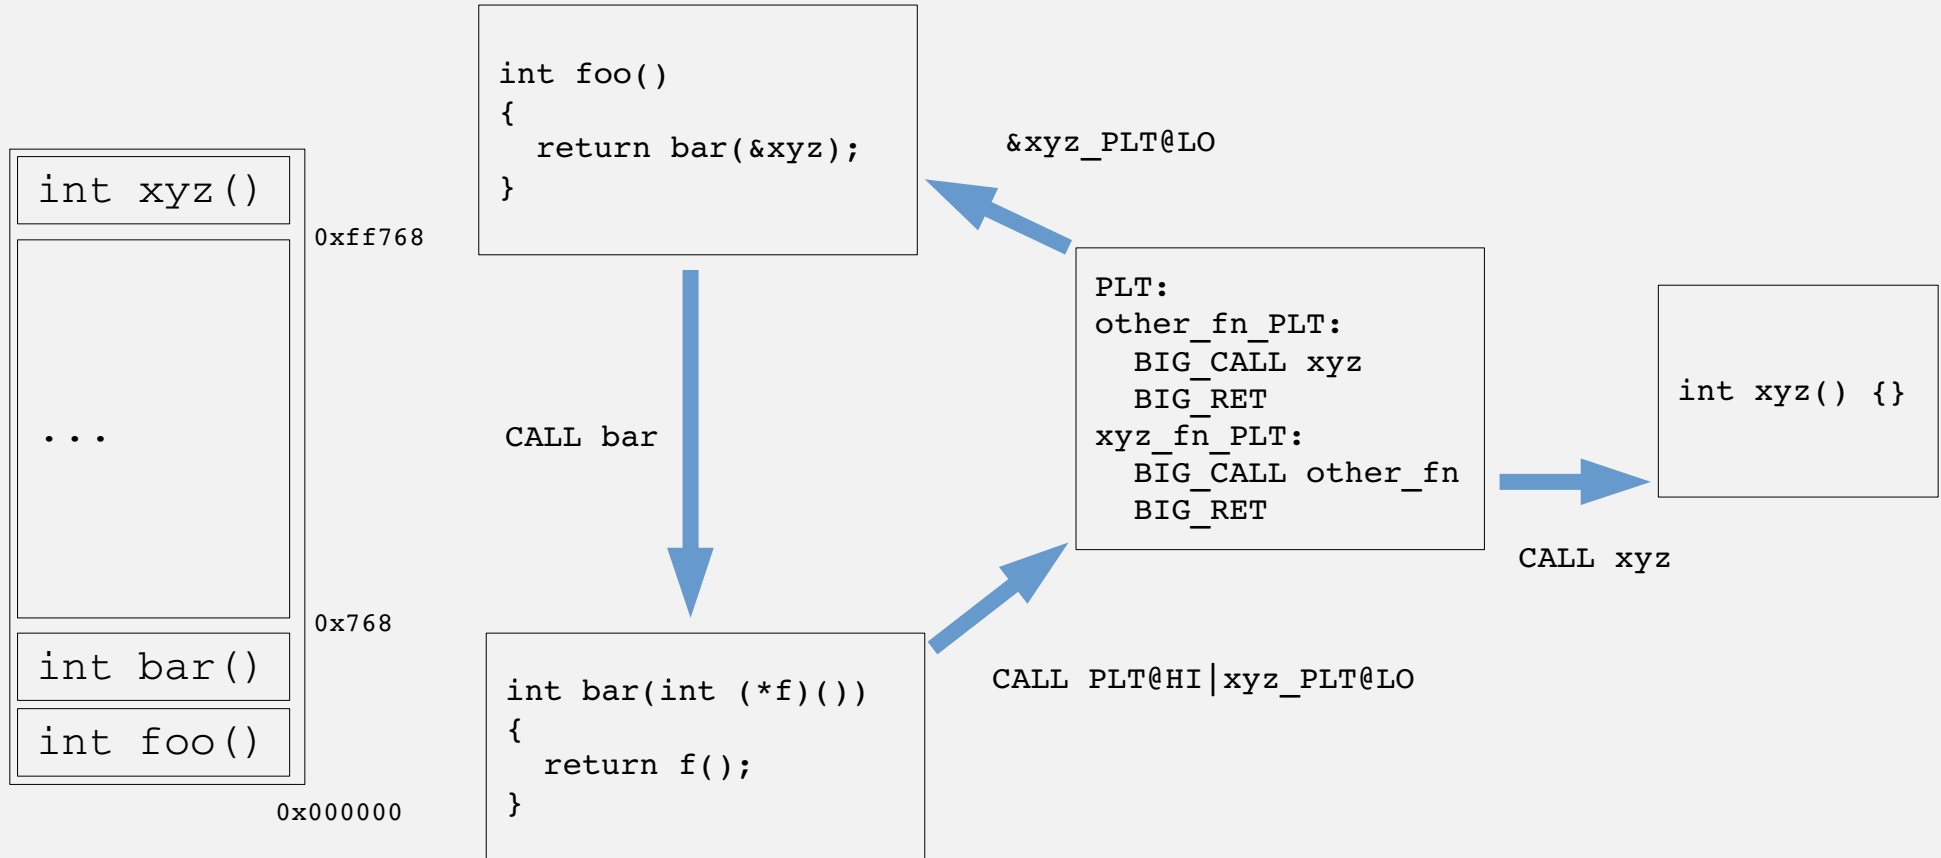 int xyz()
0xff768
...
0x768
int bar()
int foo()
0x000000
int foo()
{
  return bar(&xyz);
}
CALL bar
int bar(int (*f)())
{
  return f();
}
&xyz_PLT@LO
PLT:
other_fn_PLT:
  BIG_CALL xyz
  BIG_RET
xyz_fn_PLT:
  BIG_CALL other_fn
  BIG_RET
CALL PLT@HI|xyz_PLT@LO
int xyz() {}
CALL xyz